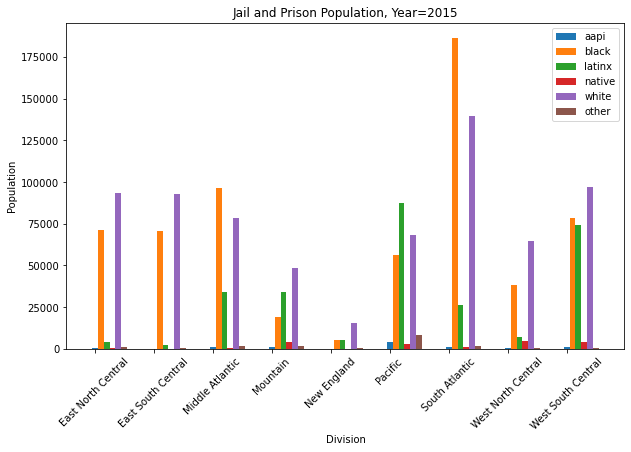 Jail and Prison Population, Year=2015
aapi
black
latinx
native
white
other
Population
175000
150000
125000
100000
75000
50000
25000
0
East North Central
East South Central
Middle Atlantic
Mountain
New England
Pacific
South Atlantic
West North Central
West South Central
Division